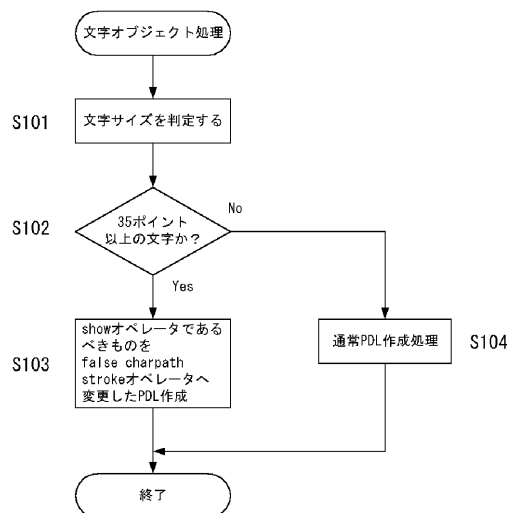 文字オブジェクト処理
S101
文字サイズを判定する
S102
35ポイント
以上の文字か？
No
Yes
S103
showオペレータである
べきものを
false charpath
strokeオペレータへ
変更したPDL作成
通常PDL作成処理
S104
終了